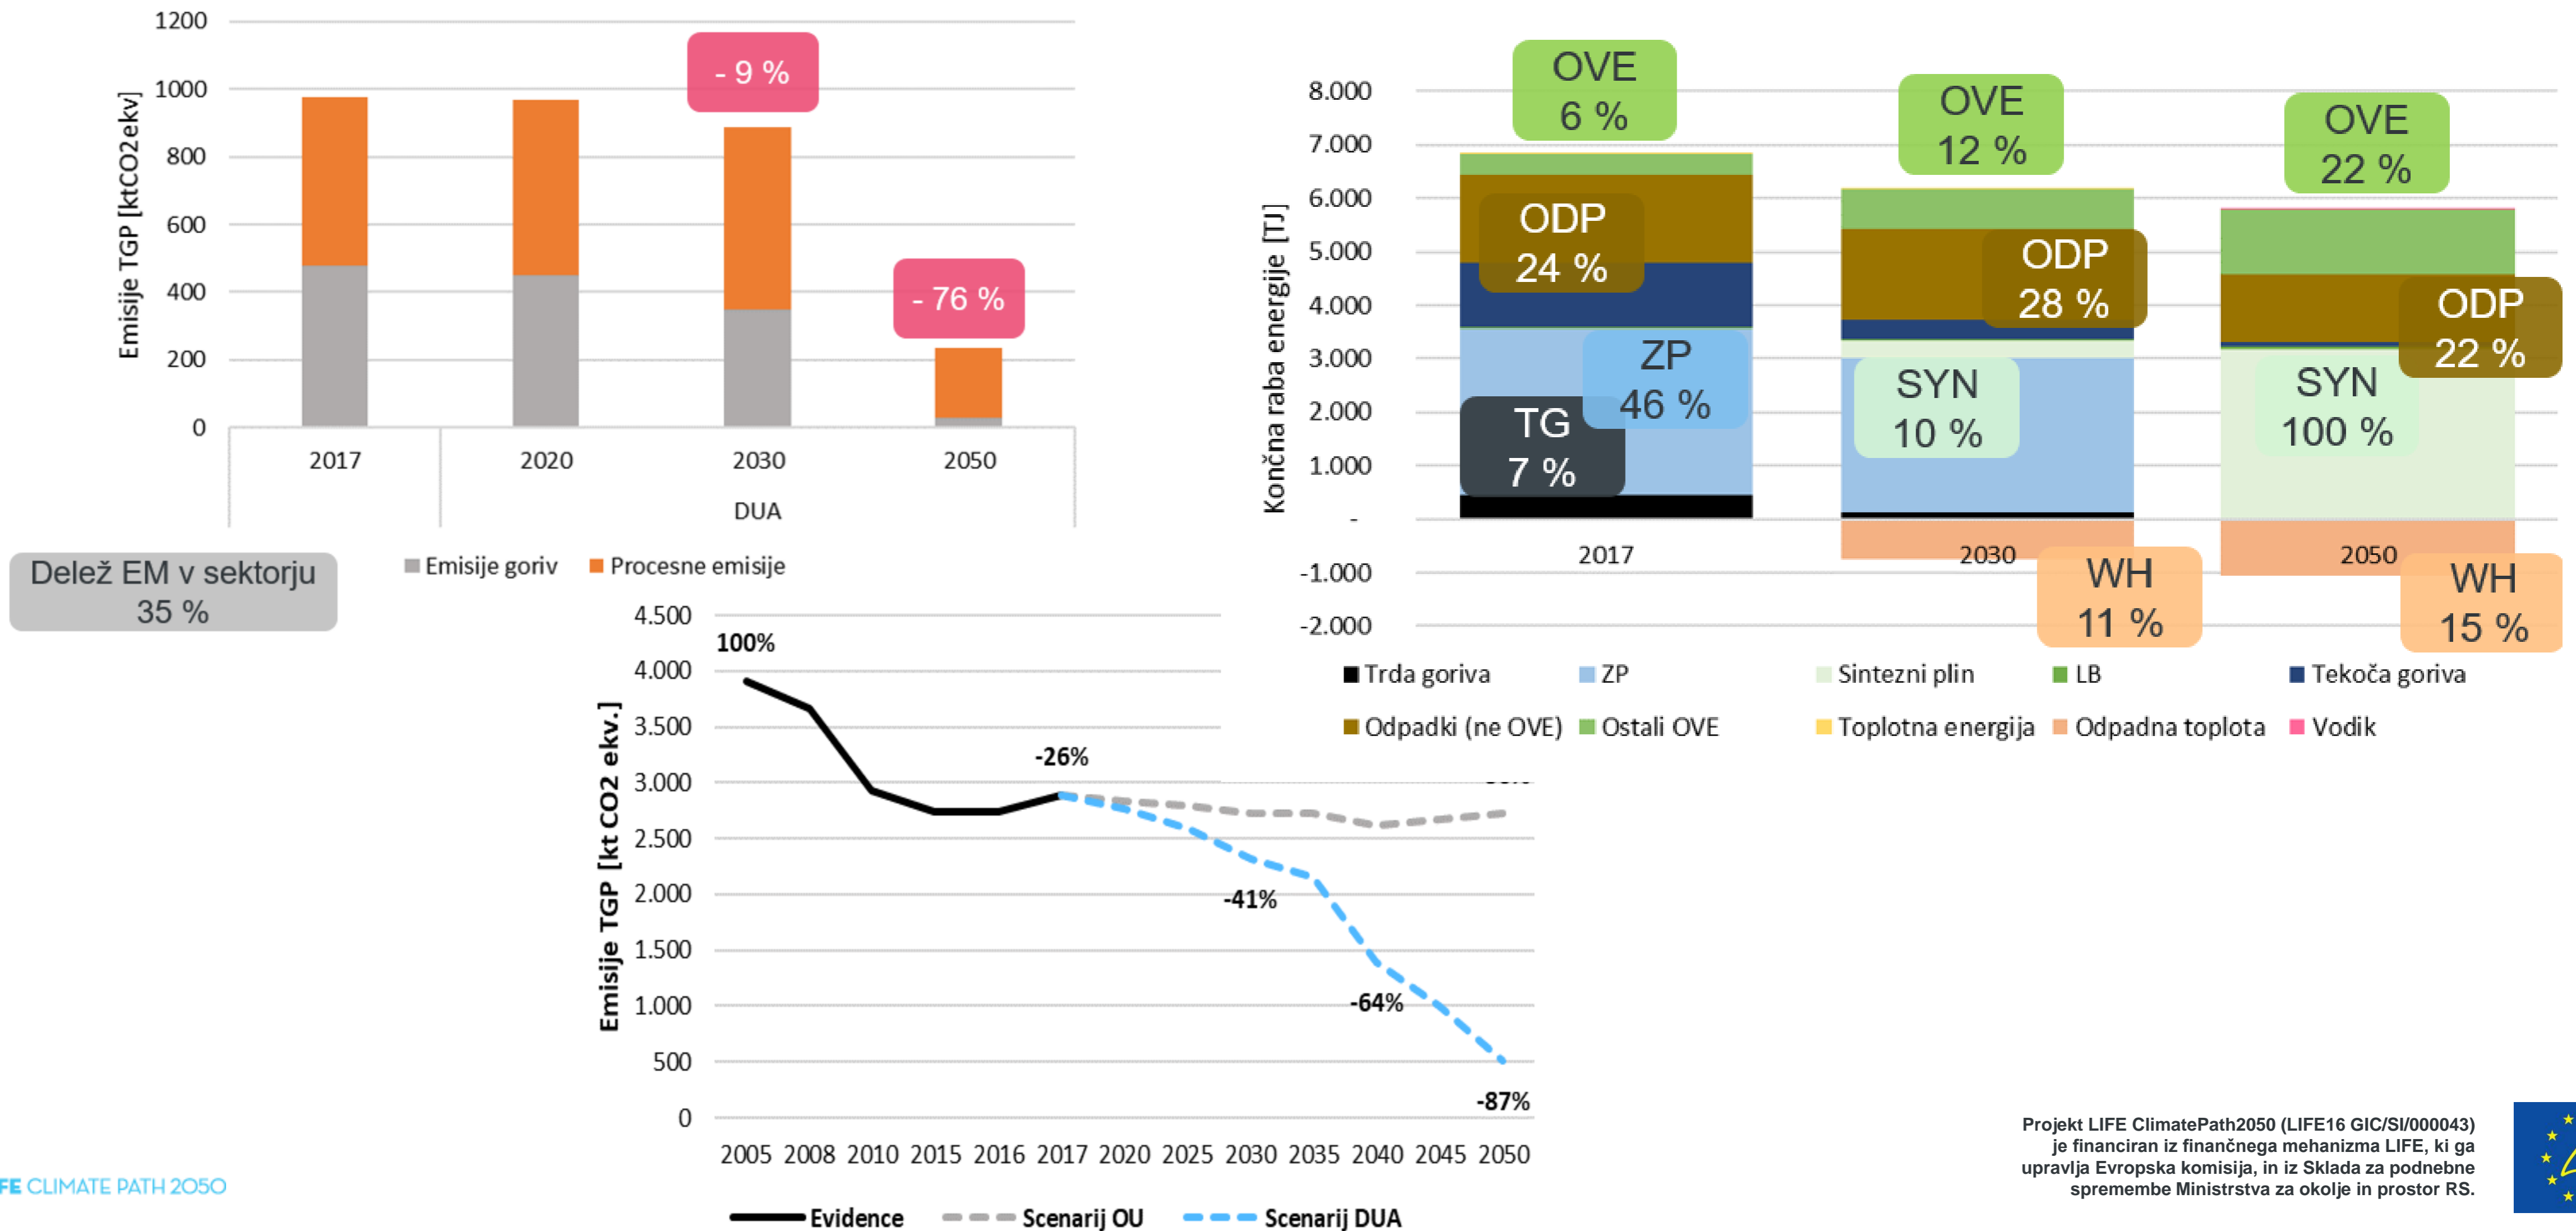 1200
1000
800
600
400
200
0
Emisije TGP [ktCO2ekv]
- 9 %
- 76 %
2017
2020
2030
2050
DUA
Emisije goriv
Procesne emisije
Delež EM v sektorju
35 %
8.000
7.000
6.000
5.000
4.000
3.000
2.000
1.000
-
-1.000
-2.000
Končna raba energije [TJ]
OVE
6 %
ODP
24 %
ZP
46 %
TG
7 %
2017
OVE
12 %
ODP
28 %
SYN
10 %
2030
WH
11 %
OVE
22 %
ODP
22 %
SYN
100 %
2050
WH
15 %
Trda goriva
ZP
Sintezni plin
LB
Tekoča goriva
Odpadki (ne OVE)
Ostali OVE
Toplotna energija
Odpadna toplota
Vodik
4.500
4.000
3.500
3.000
2.500
2.000
1.500
1.000
500
0
Emisije TGP [kt CO2 ekv.]
100%
-26%
-41%
-64%
-87%
2005 2008 2010 2015 2016 2017 2020 2025 2030 2035 2040 2045 2050
Evidence
Scenarij OU
Scenarij DUA
FE CLIMATE PATH 2050
Projekt LIFE ClimatePath2050 (LIFE16 GIC/SI/000043)
je financiran iz finančnega mehanizma LIFE, ki ga
upravlja Evropska komisija, in iz Sklada za podnebne
spremembe Ministrstva za okolje in prostor RS.